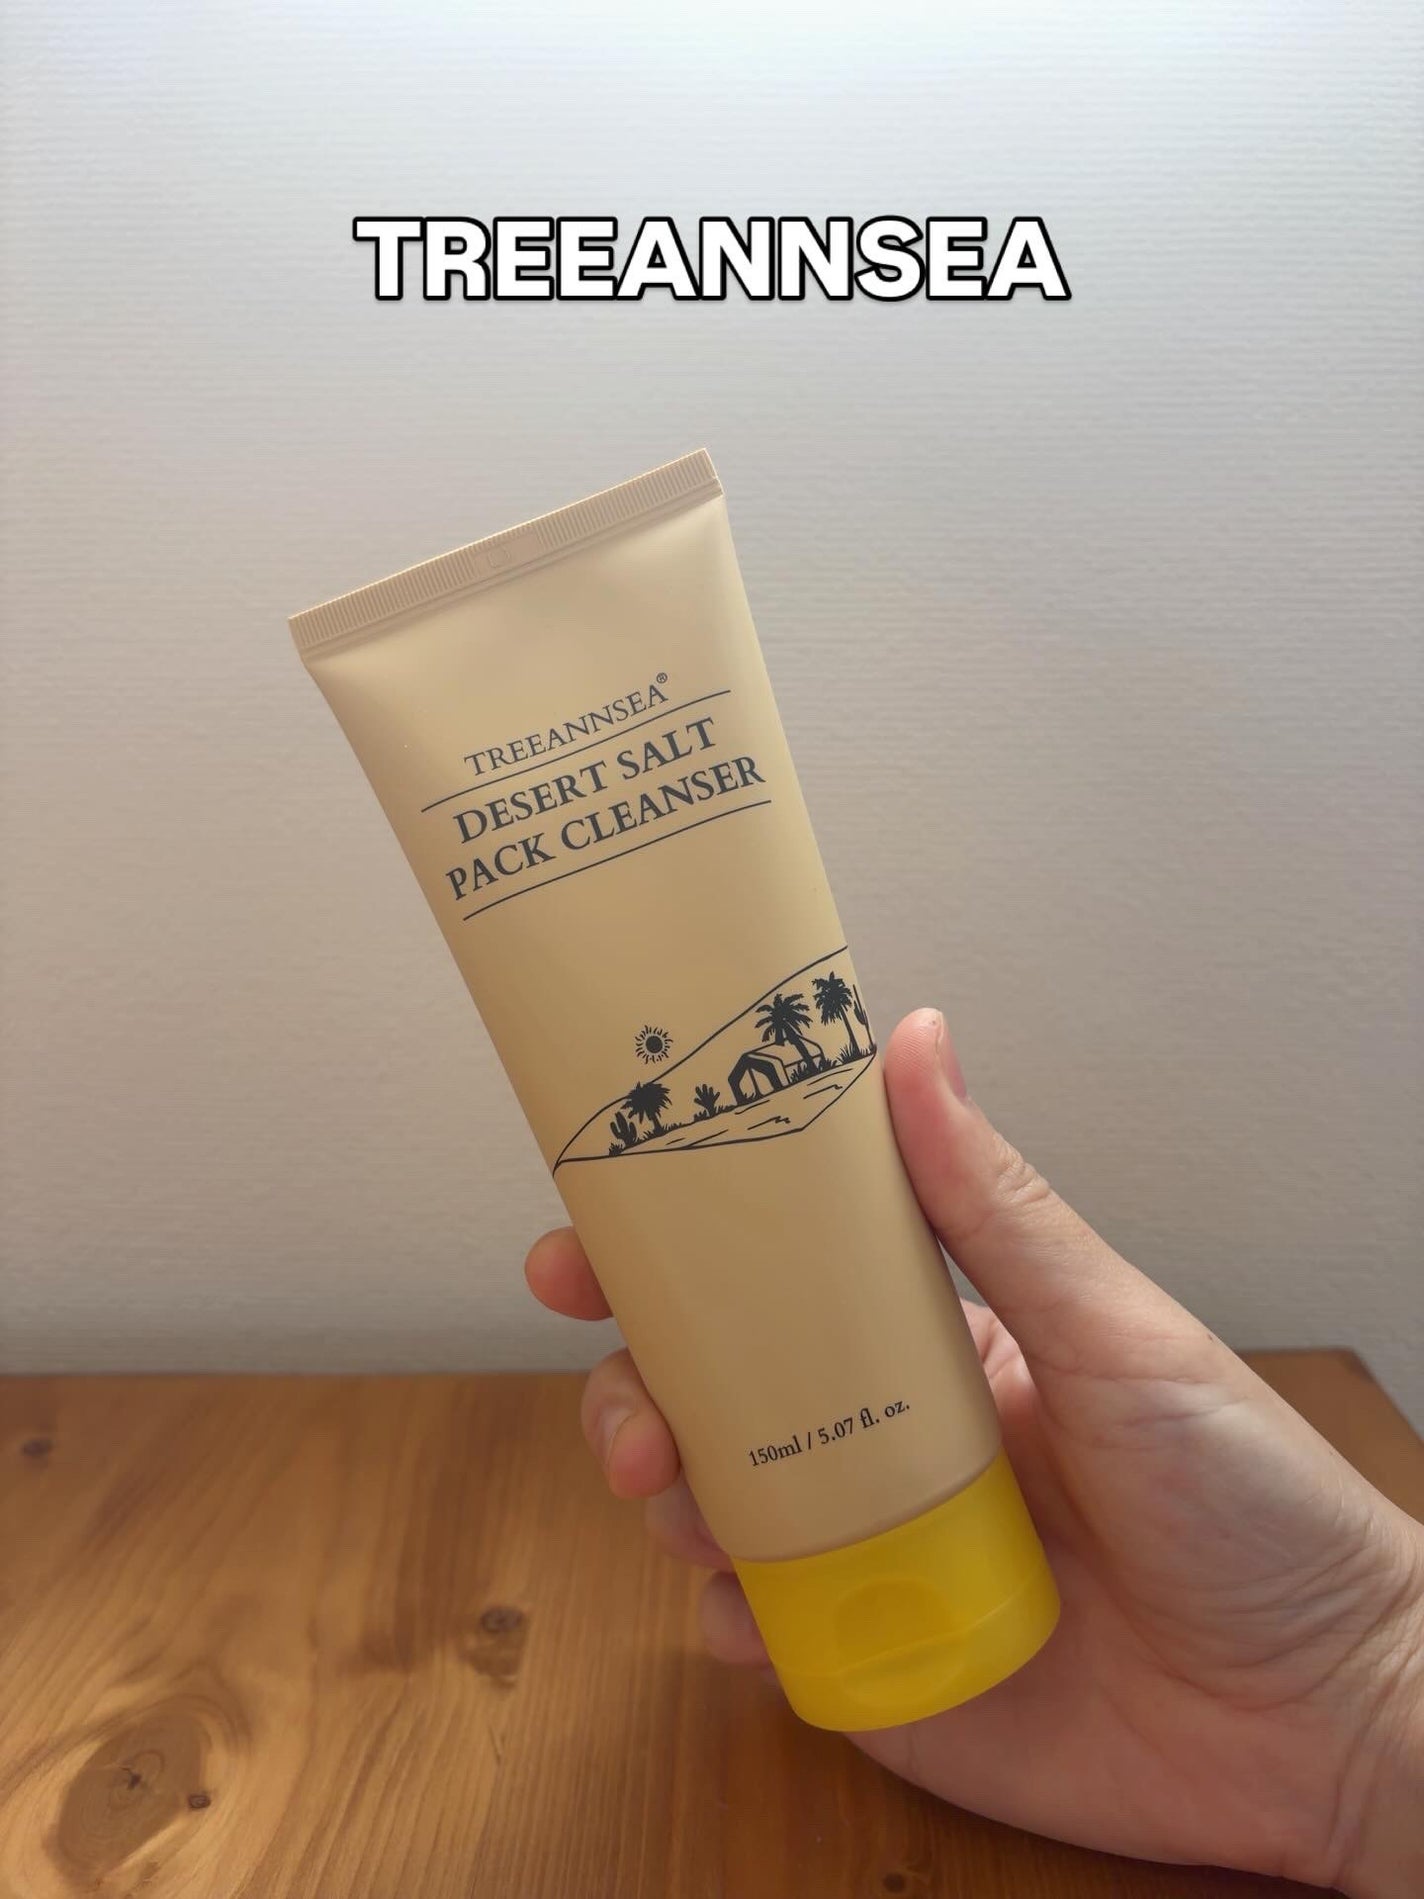 TREEANNSEA
TREEANNSEA®
DESERT SALT
PACK CLEANSER
150ml / 5.07 fl. oz.